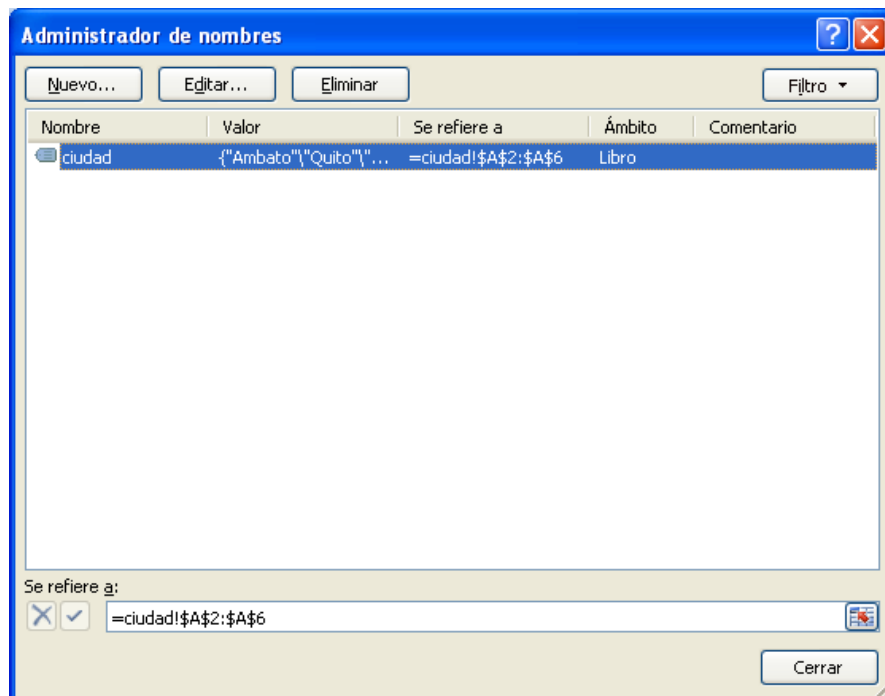 Administrador de nombres
Nuevo... Editar... Eliminar Filtro
Nombre Valor Se refiere a Ámbito Comentario
ciudad {"Ambato"\"Quito"\"... =ciudad!$A$2:$A$6 Libro
Se refiere a:
=ciudad!$A$2:$A$6
Cerrar